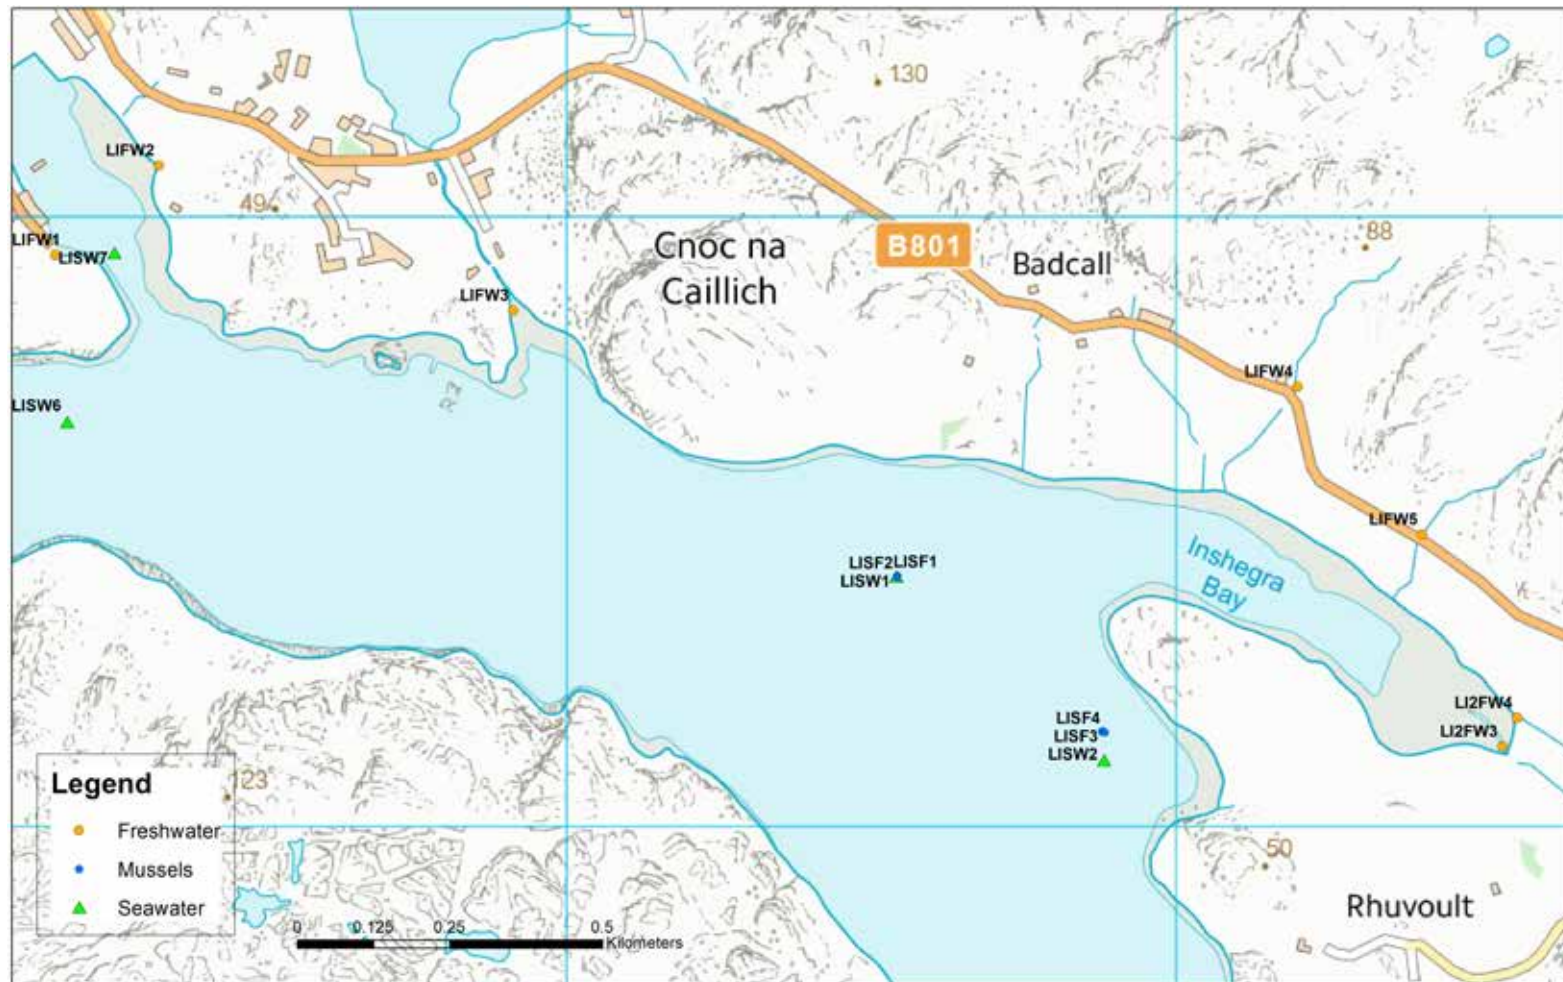 130
LIFW2
49
LIFW1
LISW7
Cnoc na
Caillich
B801
Badcall
88
LIFW3
LIFW4
LISW6
LIFW5
LISF2 LISF1
LISW1
Inshegra
Bay
LISF4
LISF3
LISW2
LI2FW4
LI2FW3
Legend
Freshwater
Mussels
Seawater
123
50
Rhuvoult
0 0.125 0.25 0.5
Kilometers